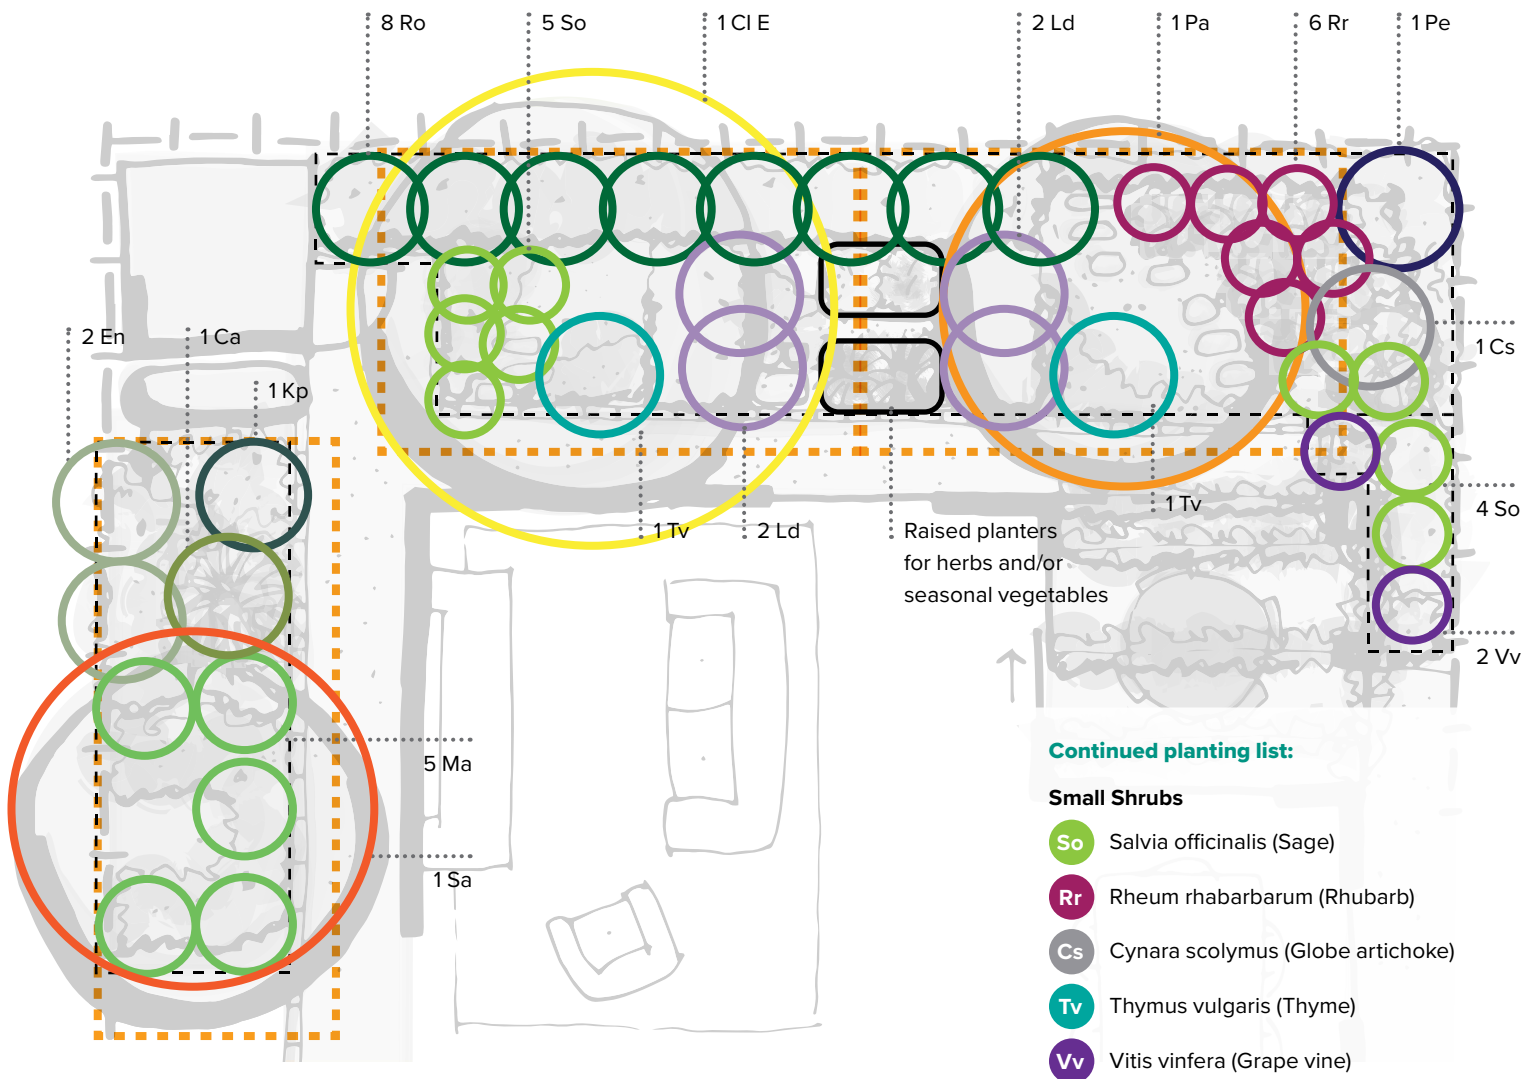 8 Ro
5 So
1 Cl E
2 Ld
1 Pa
6 Rr
1 Pe
2 En
1 Ca
1 Kp
1 Cs
1 Tv
2 Ld
Raised planters
for herbs and/or
seasonal vegetables
1 Tv
4 So
2 Vv
5 Ma
1 Sa
Continued planting list:
Small Shrubs
So Salvia officinalis (Sage)
Rr Rheum rhabarbarum (Rhubarb)
Cs Cynara scolymus (Globe artichoke)
Tv Thymus vulgaris (Thyme)
Vv Vitis vinfera (Grape vine)